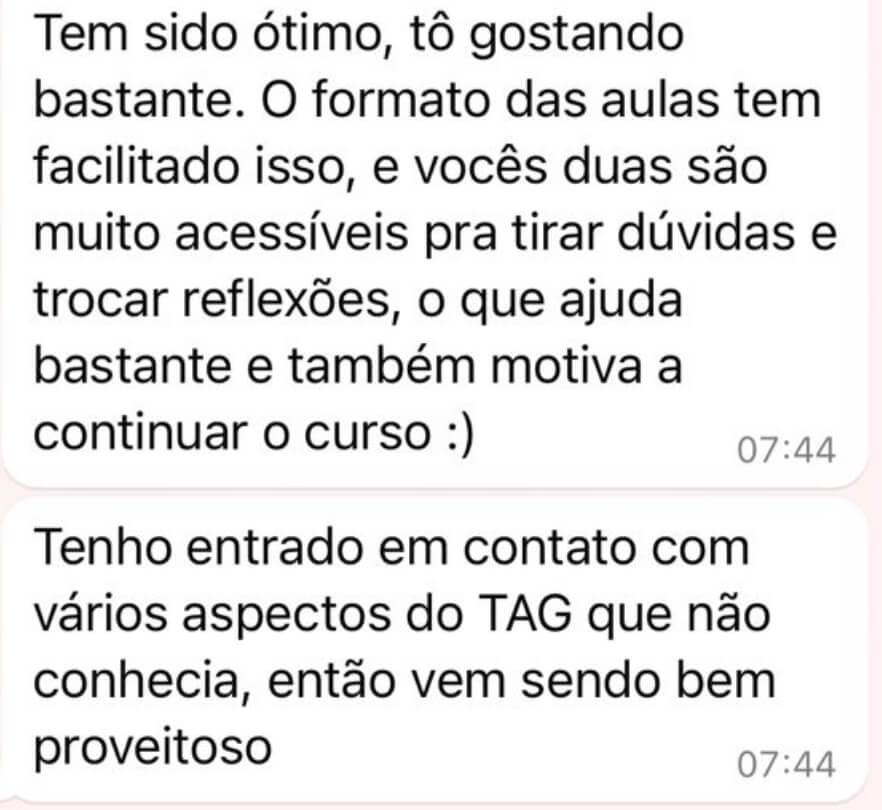 Tem sido ótimo, tô gostando
bastante. O formato das aulas tem
facilitado isso, e vocês duas são
muito acessíveis pra tirar dúvidas e
trocar reflexões, o que ajuda
bastante e também motiva a
continuar o curso :)
07:44
Tenho entrado em contato com
vários aspectos do TAG que não
conhecia, então vem sendo bem
proveitoso
07:44